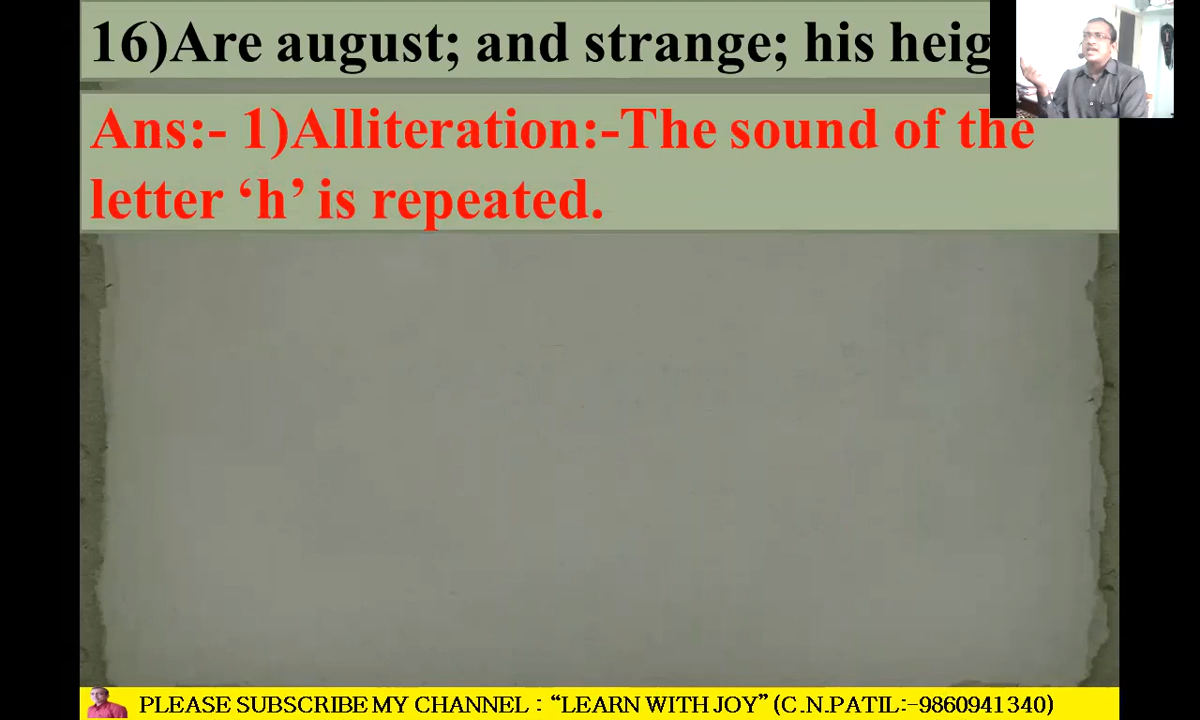 16)Are august; and strange; his heig
Ans:- 1)Alliteration:-The sound of the
letter ‘h’ is repeated.
PLEASE SUBSCRIBE MY CHANNEL : “LEARN WITH JOY” (C.N.PATIL:-9860941340)